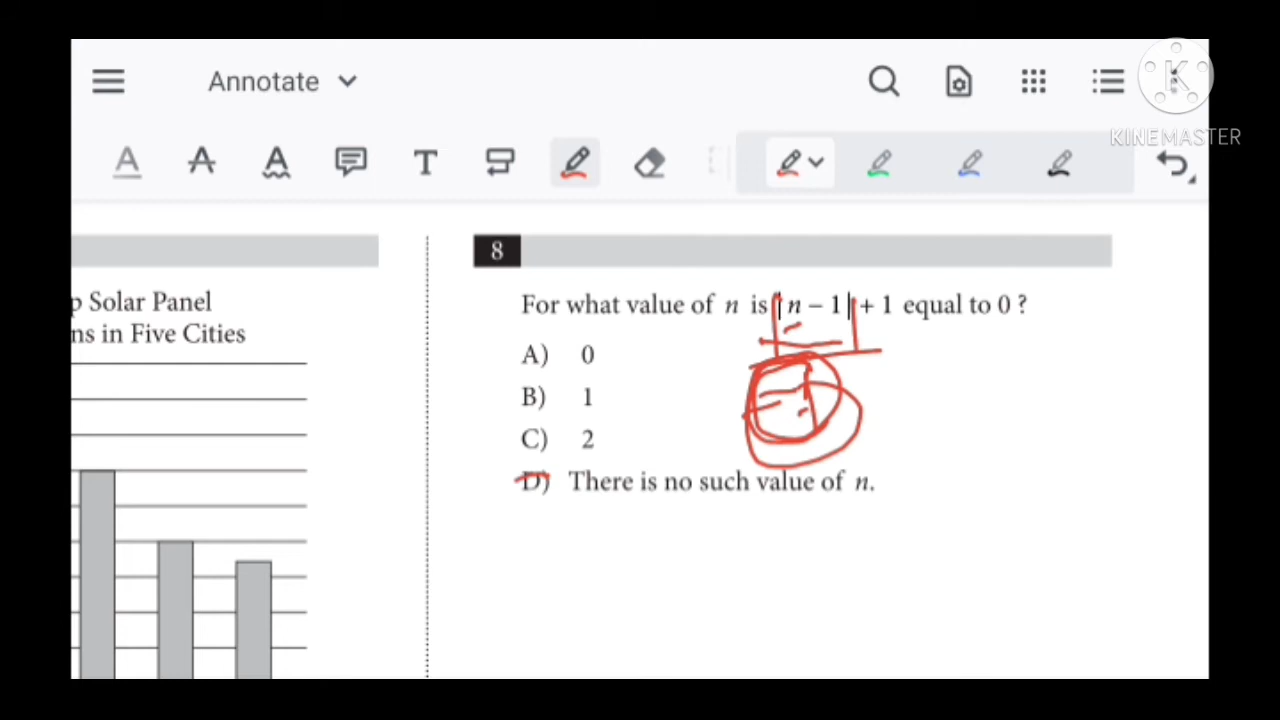 Annotate
KINEMASTER
p Solar Panel
ns in Five Cities
8
For what value of n is |n − 1| + 1 equal to 0 ?
A) 0
B) 1
C) 2
D) There is no such value of n.